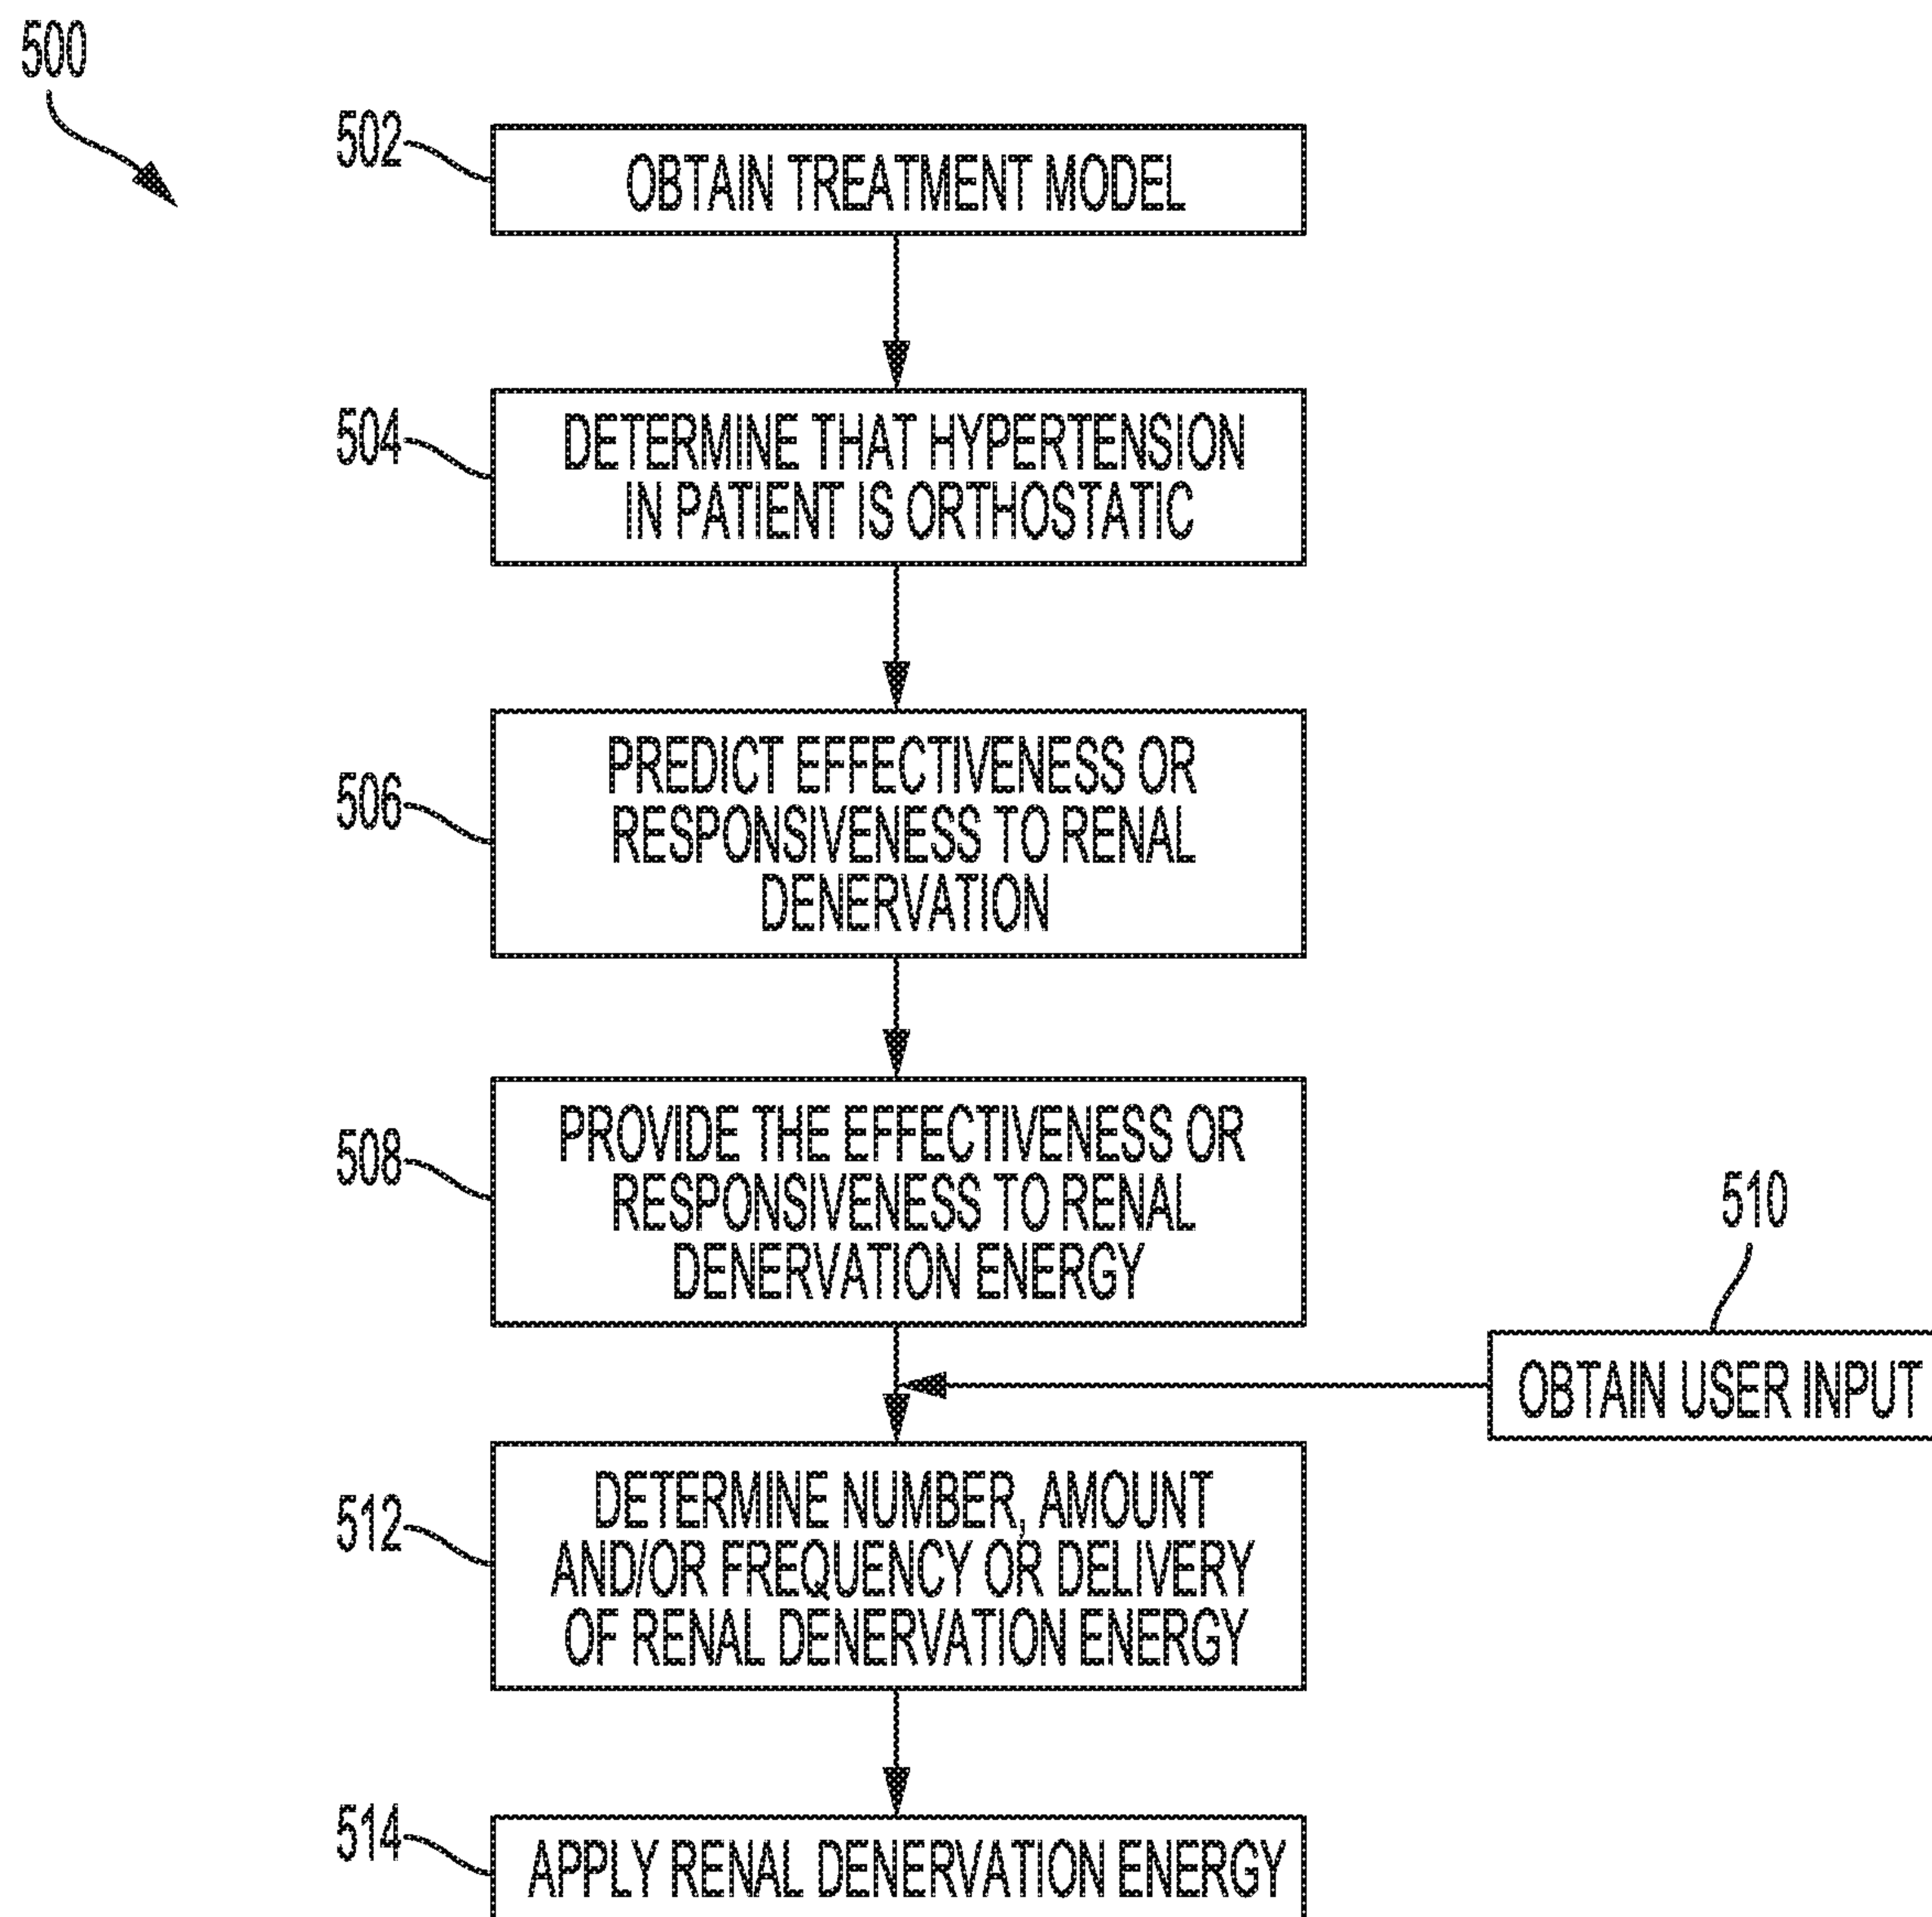 500
502
OBTAIN TREATMENT MODEL
504
DETERMINE THAT HYPERTENSION
IN PATIENT IS ORTHOSTATIC
506
PREDICT EFFECTIVENESS OR
RESPONSIVENESS TO RENAL
DENERVATION
508
PROVIDE THE EFFECTIVENESS OR
RESPONSIVENESS TO RENAL
DENERVATION ENERGY
510
OBTAIN USER INPUT
512
DETERMINE NUMBER, AMOUNT
AND/OR FREQUENCY OR DELIVERY
OF RENAL DENERVATION ENERGY
514
APPLY RENAL DENERVATION ENERGY